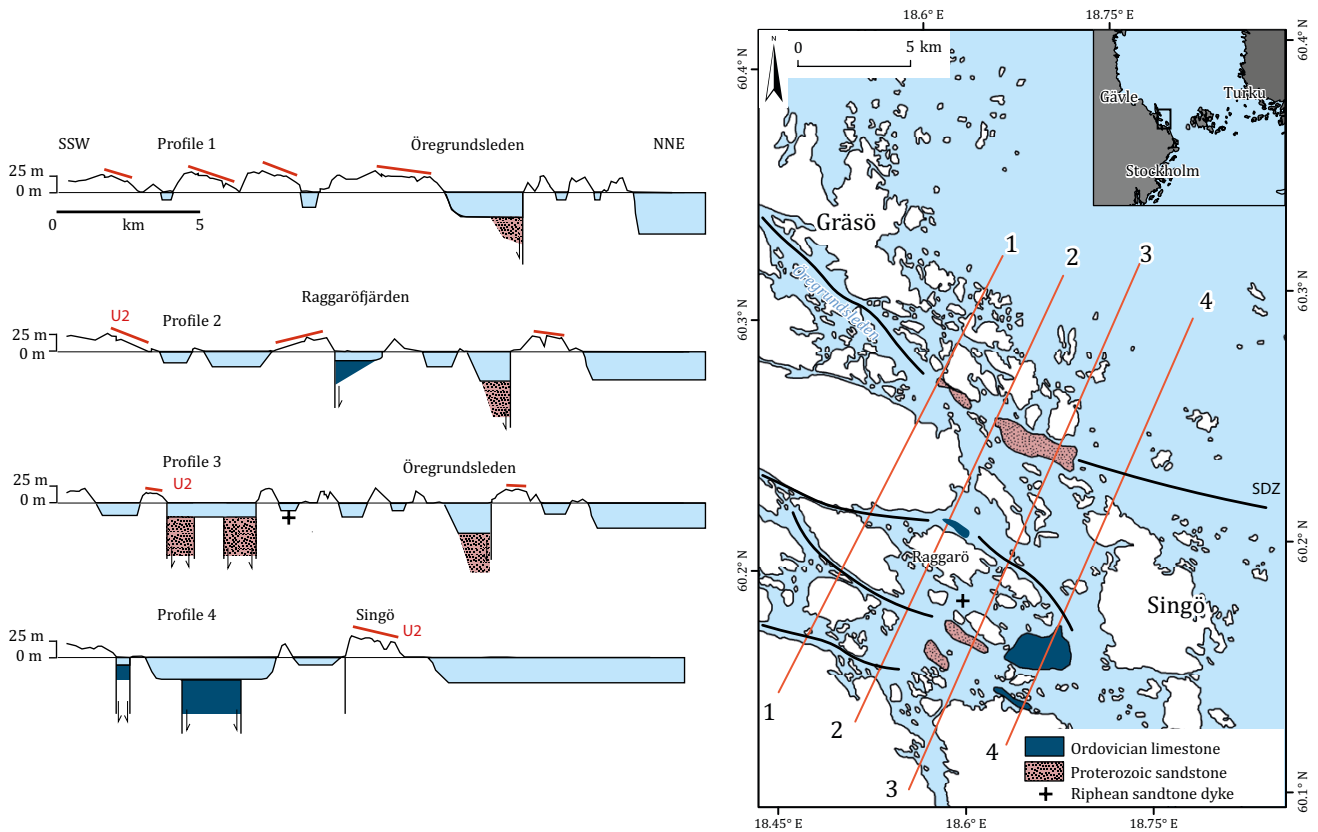 SSW
Profile 1
Öregrundsleden
NNE
25 m
0 m
0
km
5
Raggaröfjärden
U2
Profile 2
25 m
0 m
Profile 3
Öregrundsleden
U2
25 m
0 m
Profile 4
Singö
U2
25 m
0 m
18.6° E
18.75° E
N
0
5 km
60.4° N
60.4° N
Gävle
Turku
Stockholm
Gräsö
Öregrundsleden
1
2
3
4
60.3° N
60.3° N
SDZ
60.2° N
60.2° N
Raggarö
Singö
1
2
3
4
Ordovician limestone
Proterozoic sandstone
Riphean sandtone dyke
60.1° N
18.45° E
18.6° E
18.75° E